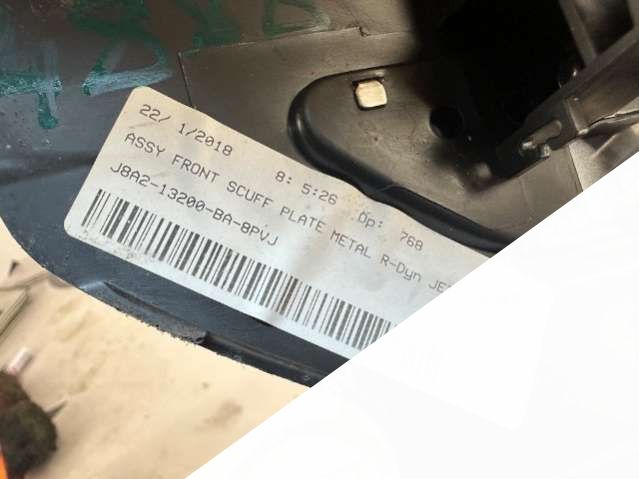 22/ 1/2018 8: 5:26 Op: 768
ASSY FRONT SCUFF PLATE METAL R-Dyn
J8A2-13200-BA-8PVJ